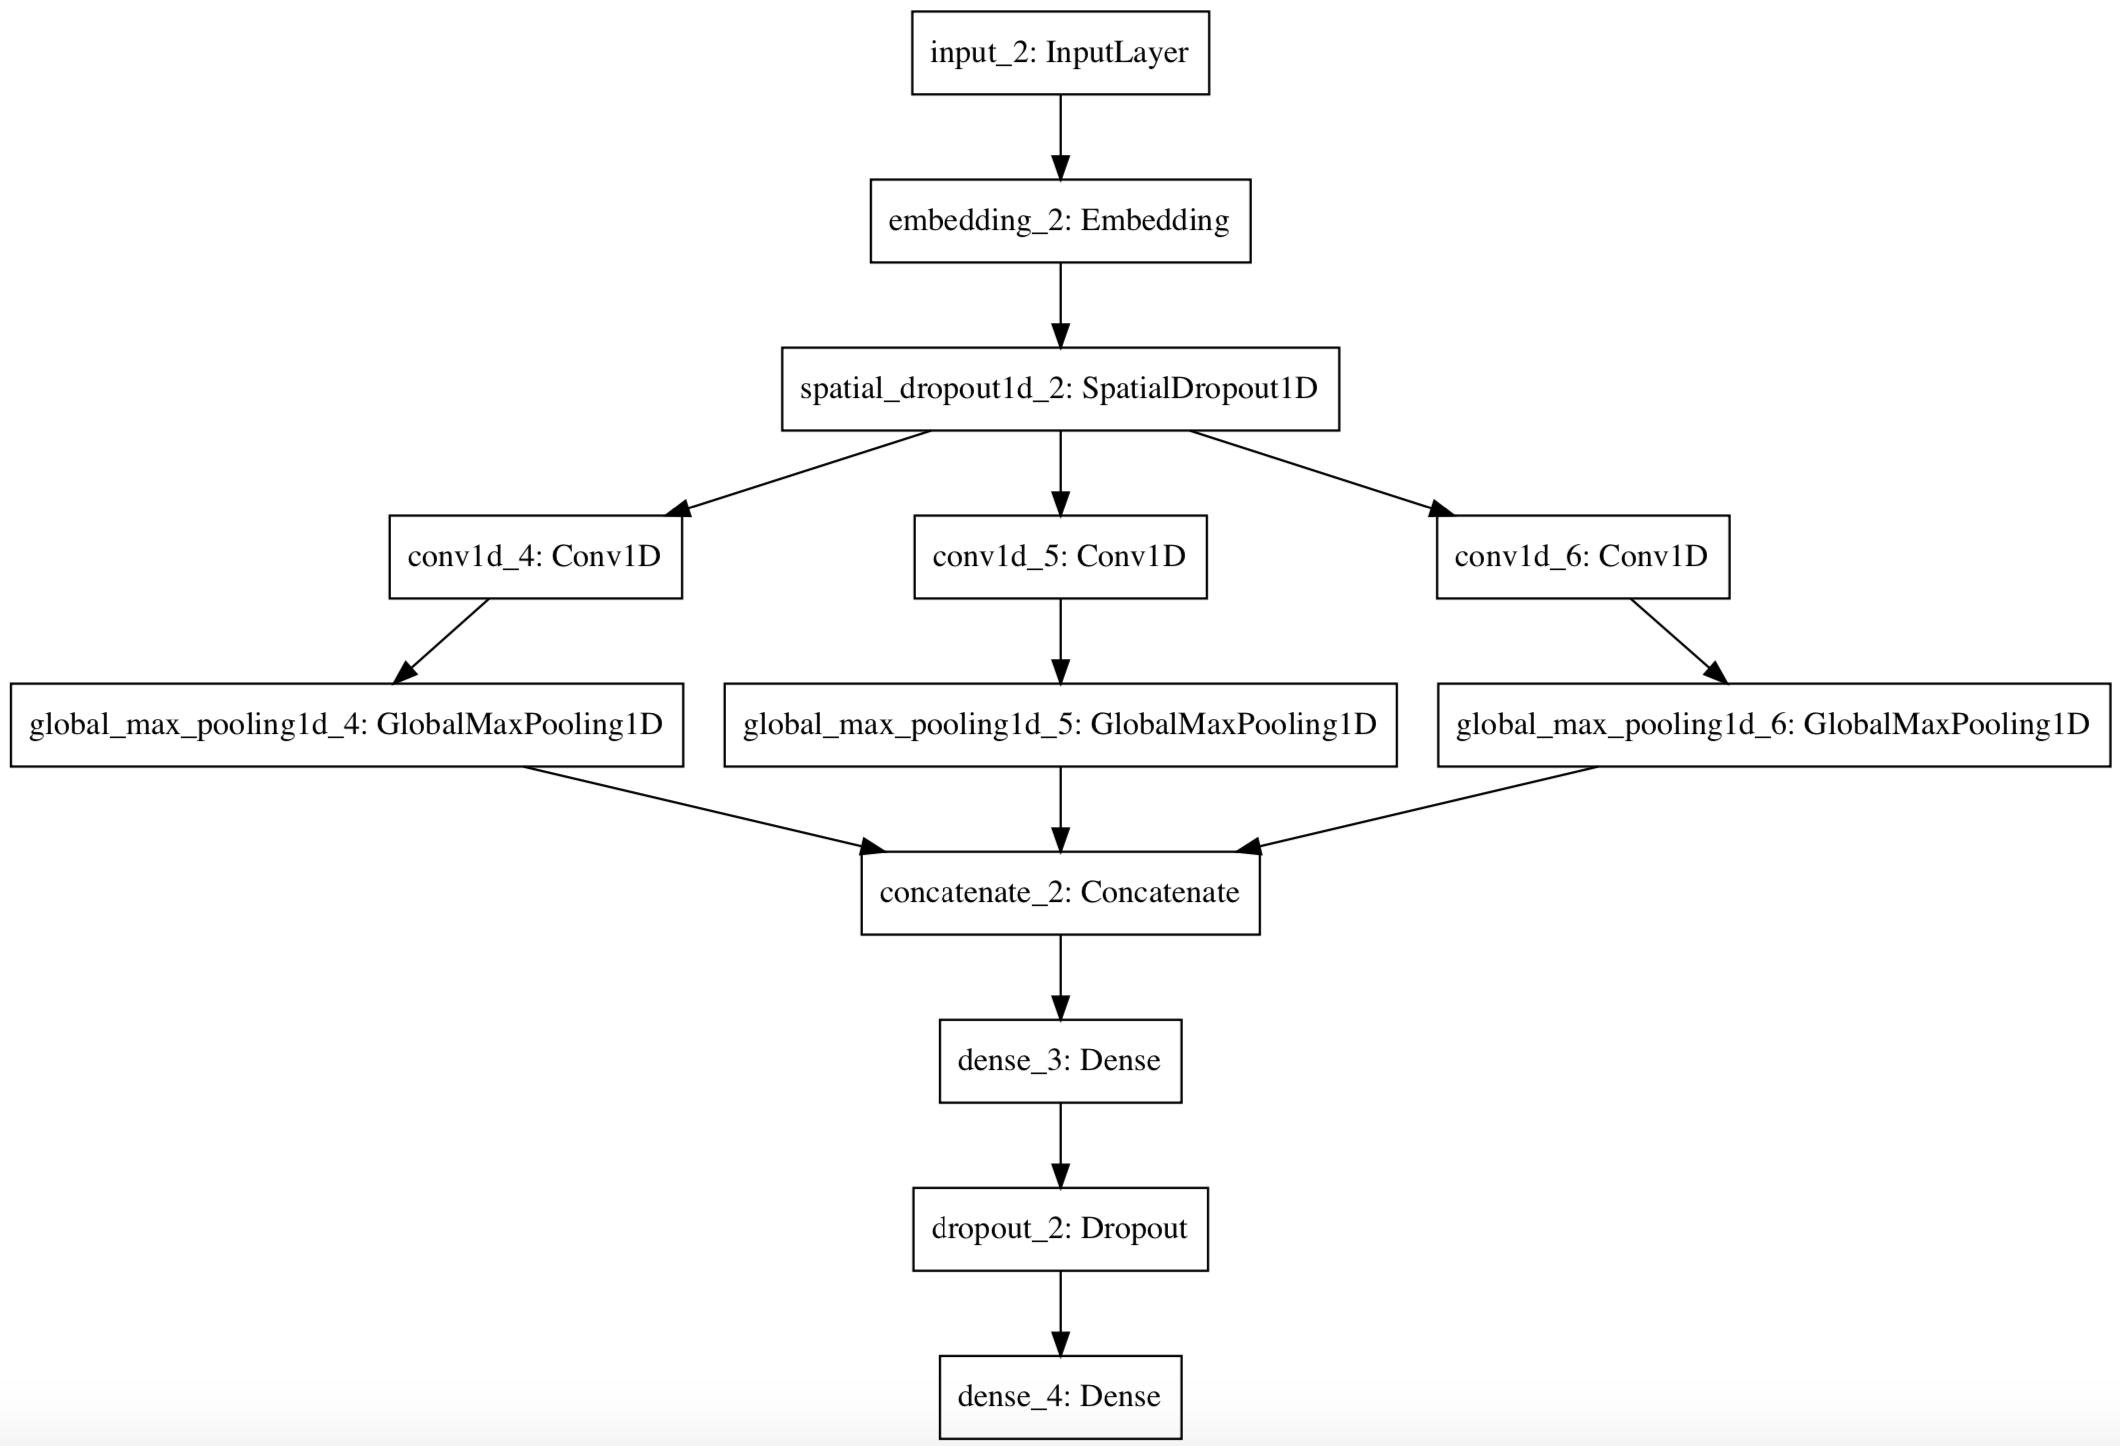 input_2: InputLayer
embedding_2: Embedding
spatial_dropout1d_2: SpatialDropout1D
conv1d_4: Conv1D
conv1d_5: Conv1D
conv1d_6: Conv1D
global_max_pooling1d_4: GlobalMaxPooling1D
global_max_pooling1d_5: GlobalMaxPooling1D
global_max_pooling1d_6: GlobalMaxPooling1D
concatenate_2: Concatenate
dense_3: Dense
dropout_2: Dropout
dense_4: Dense